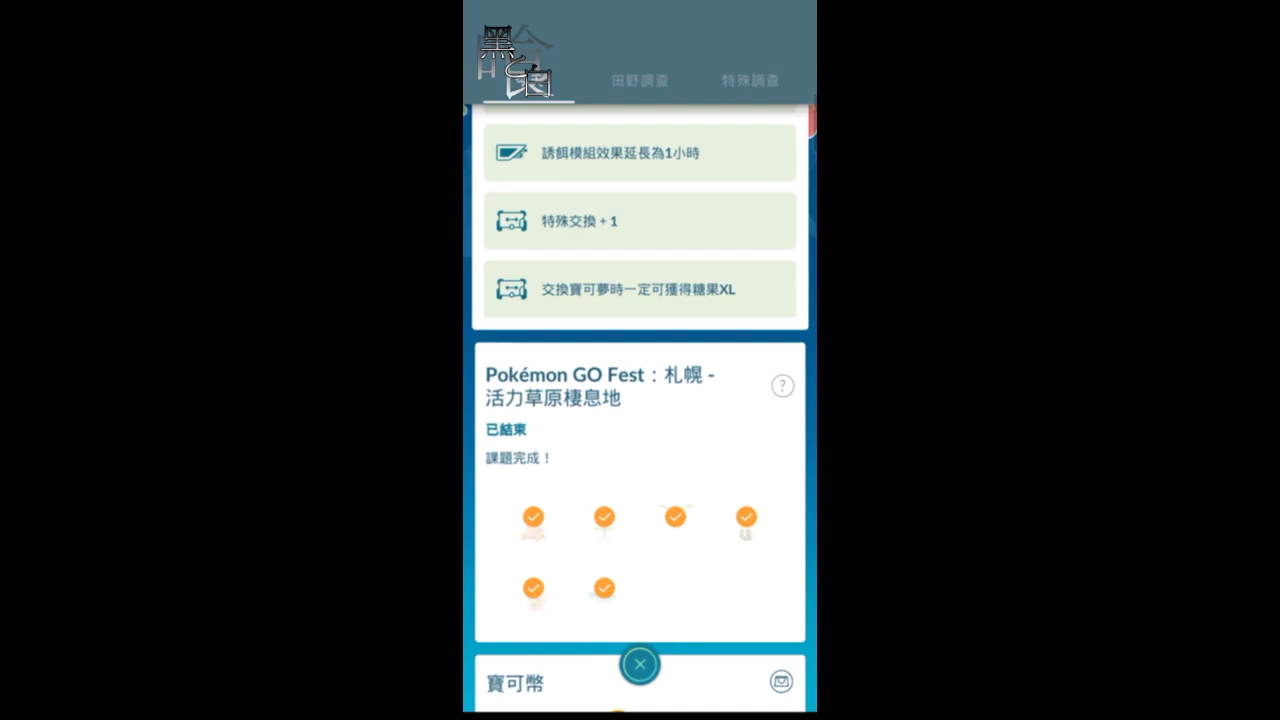 黑と白
田野調查
特殊調查
誘餌模組效果延長為1小時
特殊交換+1
交換寶可夢時一定可獲得糖果XL
Pokémon GO Fest：札幌 -
活力草原棲息地
?
已結束
課題完成！
寶可幣